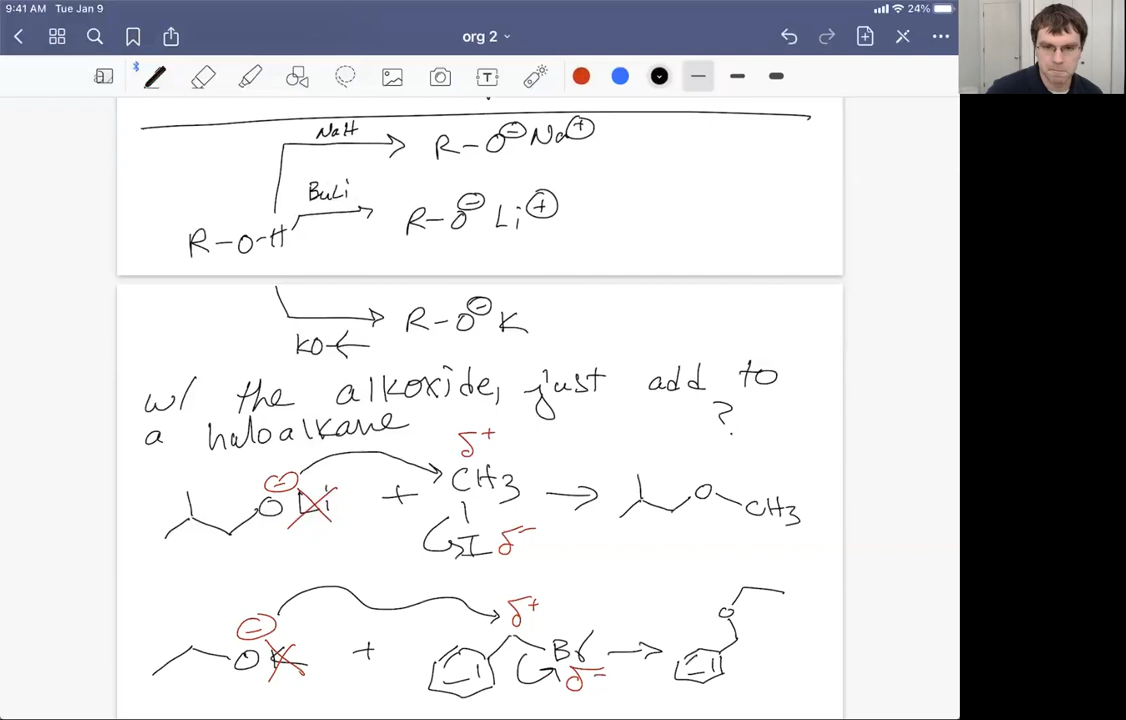 9:41 AM Tue Jan 9
24%
org 2
NaH
R-O⊖ Na⊕
BuLi
R-O⊖ Li⊕
R-O-H
R-O⊖ K
KO
w/ the alkoxide, just add to
a haloalkane ?
δ+
⊖
O Li + CH3 → O CH3
I δ-
δ+
⊖
O
O K + Br →
δ-